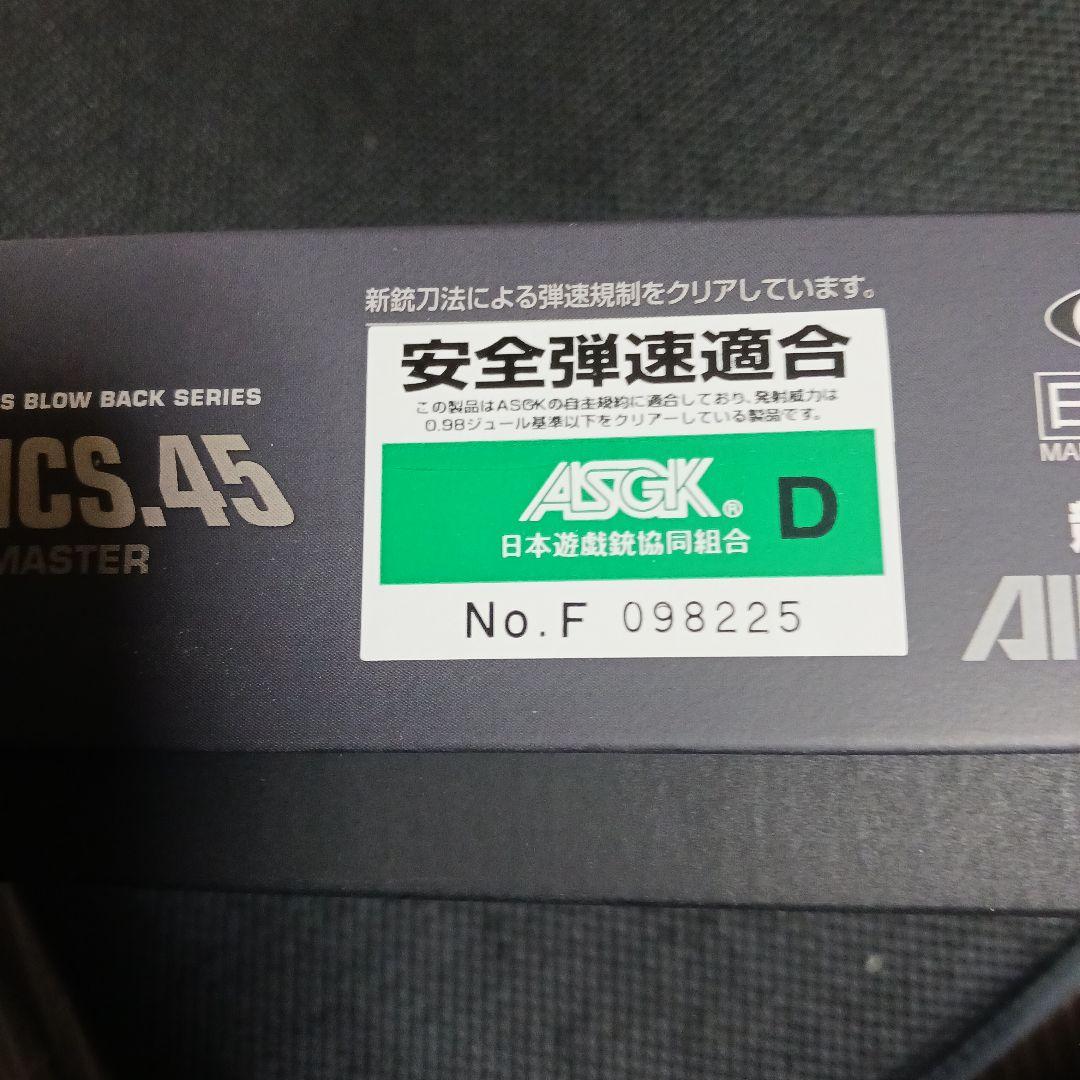 新銃刀法による弾速規制をクリアしています。
安全弾速適合
この製品はASGKの自主規約に適合しており、発射威力は
0.98ジュール基準以下をクリアーしている製品です。
ASGK® D
日本遊戯銃協同組合
No.F 098225
S BLOW BACK SERIES
ICS.45
MASTER
日
MA
AI